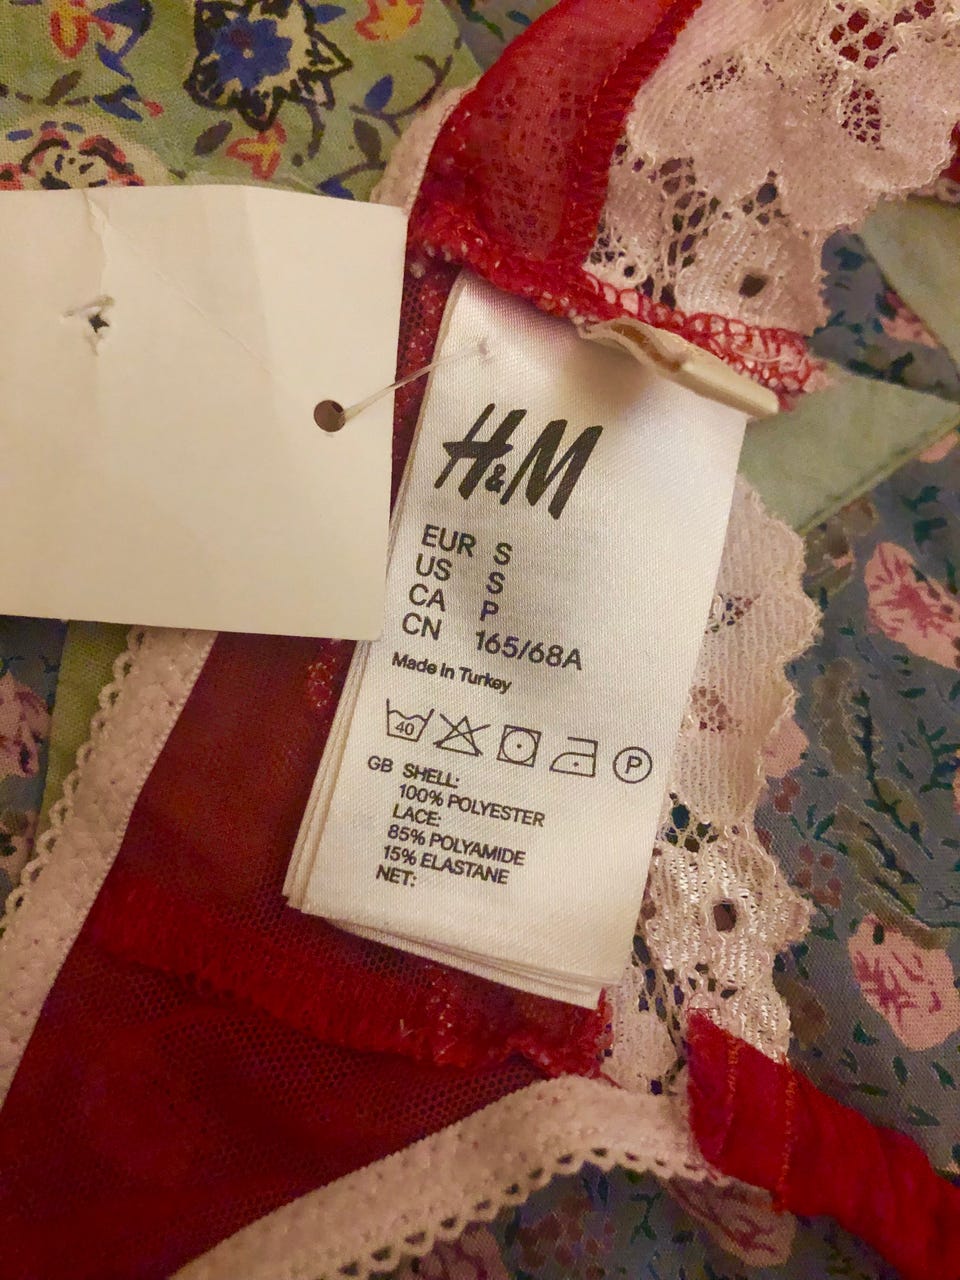 H&M
EUR S
US S
CA P
CN 165/68A
Made in Turkey
40
P
GB SHELL:
100% POLYESTER
LACE:
85% POLYAMIDE
15% ELASTANE
NET: